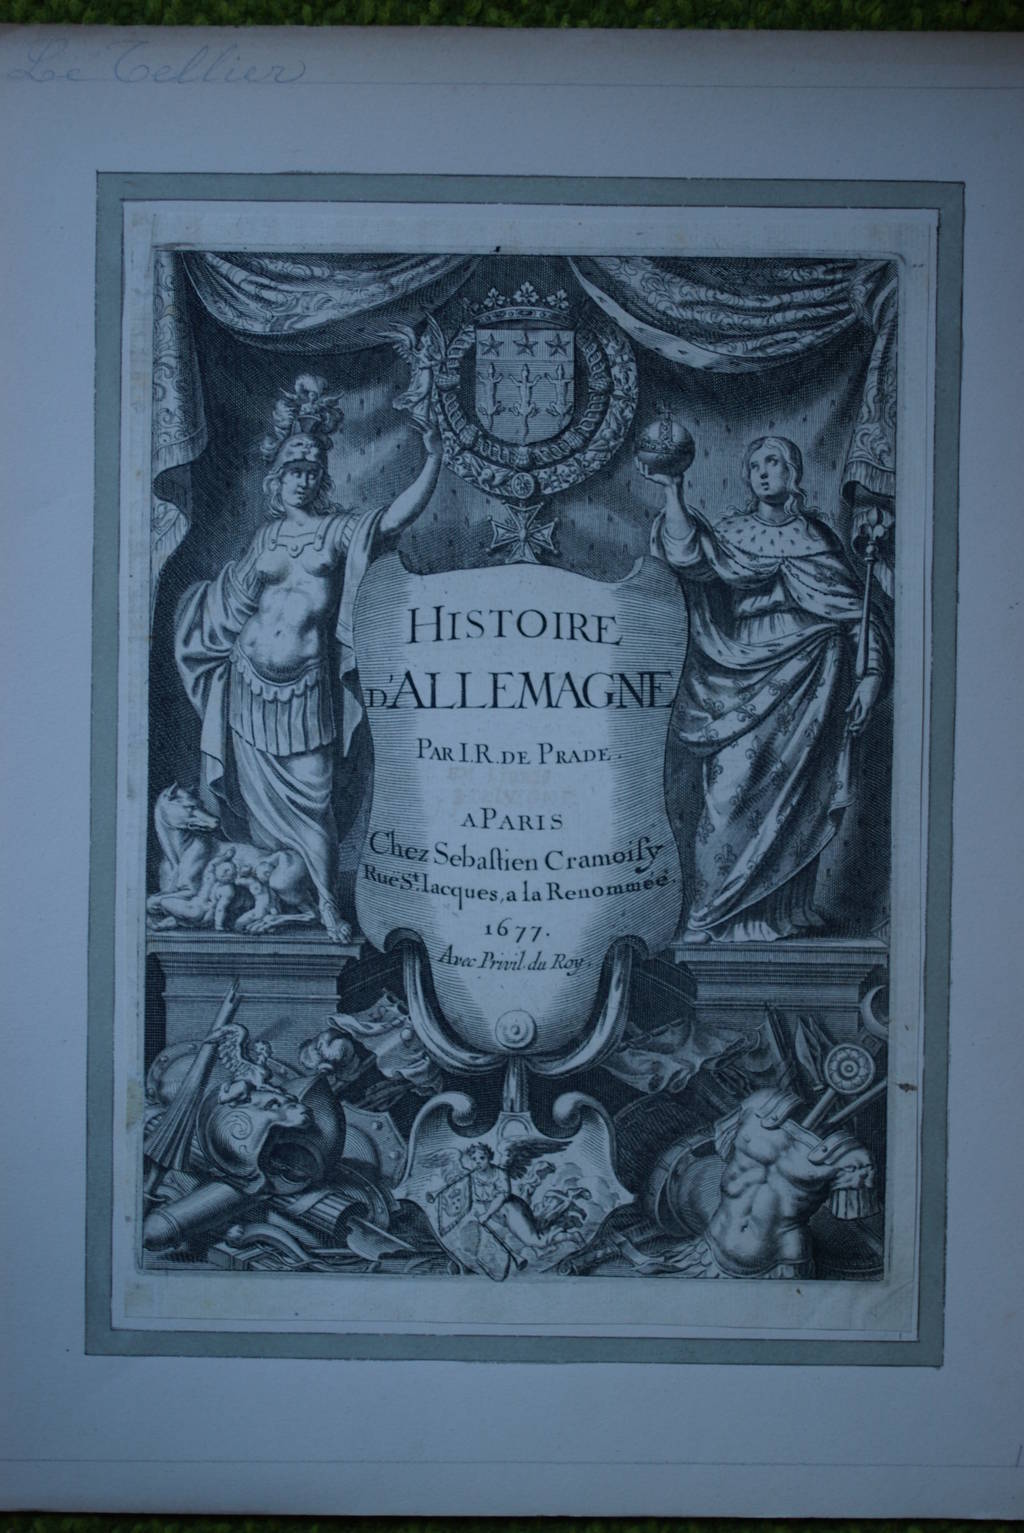 Le Tellier
HISTOIRE
D'ALLEMAGNE
PAR I.R. DE PRADE.
A PARIS
Chez Sebaſtien Cramoiſy
Rue St. Iacques, a la Renommée.
1677.
Avec Privil. du Roy.